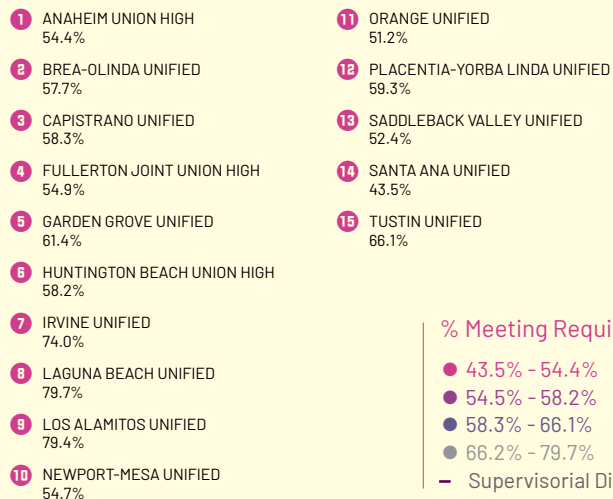 1 ANAHEIM UNION HIGH
54.4%
2 BREA-OLINDA UNIFIED
57.7%
3 CAPISTRANO UNIFIED
58.3%
4 FULLERTON JOINT UNION HIGH
54.9%
5 GARDEN GROVE UNIFIED
61.4%
6 HUNTINGTON BEACH UNION HIGH
58.2%
7 IRVINE UNIFIED
74.0%
8 LAGUNA BEACH UNIFIED
79.7%
9 LOS ALAMITOS UNIFIED
79.4%
10 NEWPORT-MESA UNIFIED
54.7%
11 ORANGE UNIFIED
51.2%
12 PLACENTIA-YORBA LINDA UNIFIED
59.3%
13 SADDLEBACK VALLEY UNIFIED
52.4%
14 SANTA ANA UNIFIED
43.5%
15 TUSTIN UNIFIED
66.1%
% Meeting Requi
43.5% - 54.4%
54.5% - 58.2%
58.3% - 66.1%
66.2% - 79.7%
Supervisorial Di